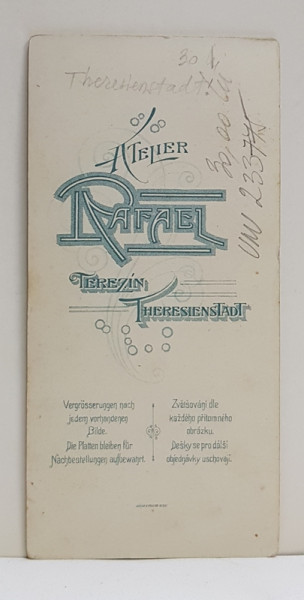 30
Theresienstadt!
Atelier
Rafael
Terezín
Theresienstadt
Vergrösserungen nach
jedem vorhandenen
Bilde.
Die Platten bleiben für
Nachbestellungen aufbewahrt.
Zvětšování dle
každého přítomného
obrázku.
Desky se pro další
objednávky uschovají.